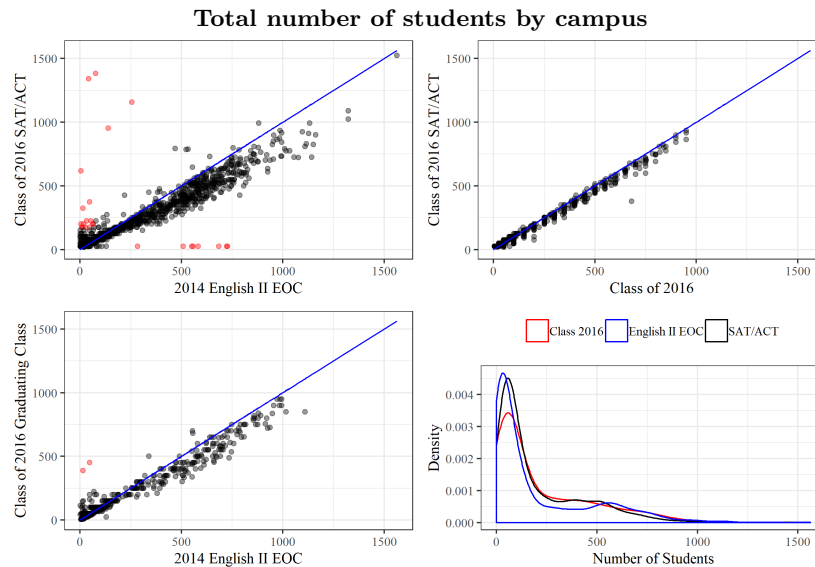 Total number of students by campus
Class of 2016 SAT/ACT
1500
1000
500
0
0
500
1000
1500
2014 English II EOC
Class of 2016 SAT/ACT
1500
1000
500
0
0
500
1000
1500
Class of 2016
Class of 2016 Graduating Class
1500
1000
500
0
0
500
1000
1500
2014 English II EOC
Class 2016
English II EOC
SAT/ACT
Density
0.004
0.003
0.002
0.001
0.000
0
500
1000
1500
Number of Students